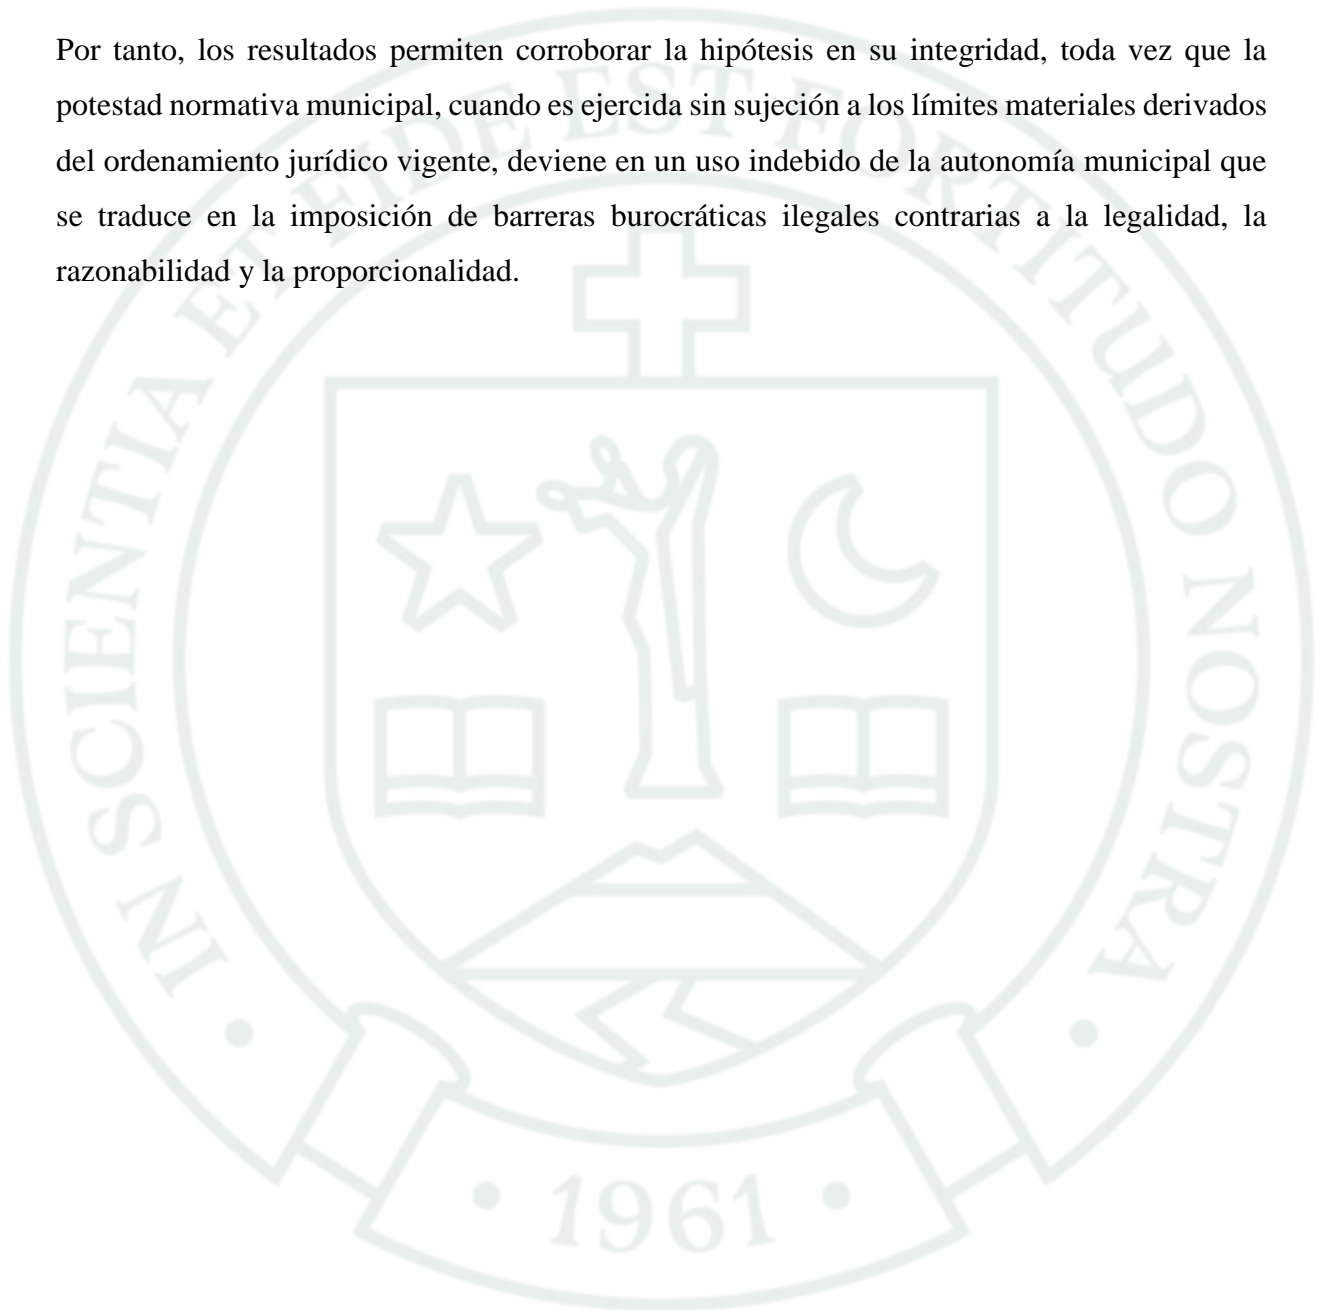 Por tanto, los resultados permiten corroborar la hipótesis en su integridad, toda vez que la
potestad normativa municipal, cuando es ejercida sin sujeción a los límites materiales derivados
del ordenamiento jurídico vigente, deviene en un uso indebido de la autonomía municipal que
se traduce en la imposición de barreras burocráticas ilegales contrarias a la legalidad, la
razonabilidad y la proporcionalidad.
IN SCIENTIA ET FIDE EST FORTITUDO NOSTRA
• 1961 •